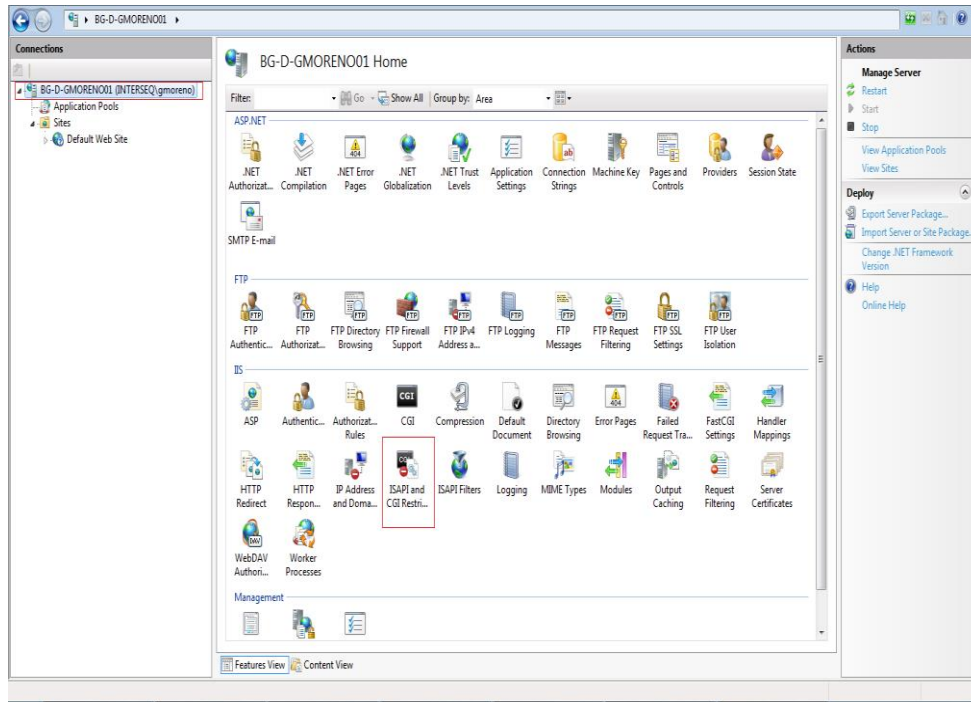 BG-D-GMORENO01
Connections
BG-D-GMORENO01 (INTERSEQ\gmoreno)
Application Pools
Sites
Default Web Site
BG-D-GMORENO01 Home
Filter: Go Show All Group by: Area
ASP.NET
.NET Authorizat...
.NET Compilation
.NET Error Pages
.NET Globalization
.NET Trust Levels
Application Settings
Connection Strings
Machine Key
Pages and Controls
Providers
Session State
SMTP E-mail
FTP
FTP Authentic...
FTP Authorizat...
FTP Directory Browsing
FTP Firewall Support
FTP IPv4 Address a...
FTP Logging
FTP Messages
FTP Request Filtering
FTP SSL Settings
FTP User Isolation
IIS
ASP
Authentic...
Authorizat... Rules
CGI
Compression
Default Document
Directory Browsing
Error Pages
Failed Request Tra...
FastCGI Settings
Handler Mappings
HTTP Redirect
HTTP Respon...
IP Address and Doma...
ISAPI and CGI Restri...
ISAPI Filters
Logging
MIME Types
Modules
Output Caching
Request Filtering
Server Certificates
WebDAV Authori...
Worker Processes
Management
Features View
Content View
Actions
Manage Server
Restart
Start
Stop
View Application Pools
View Sites
Deploy
Export Server Package...
Import Server or Site Package.
Change .NET Framework
Version
Help
Online Help